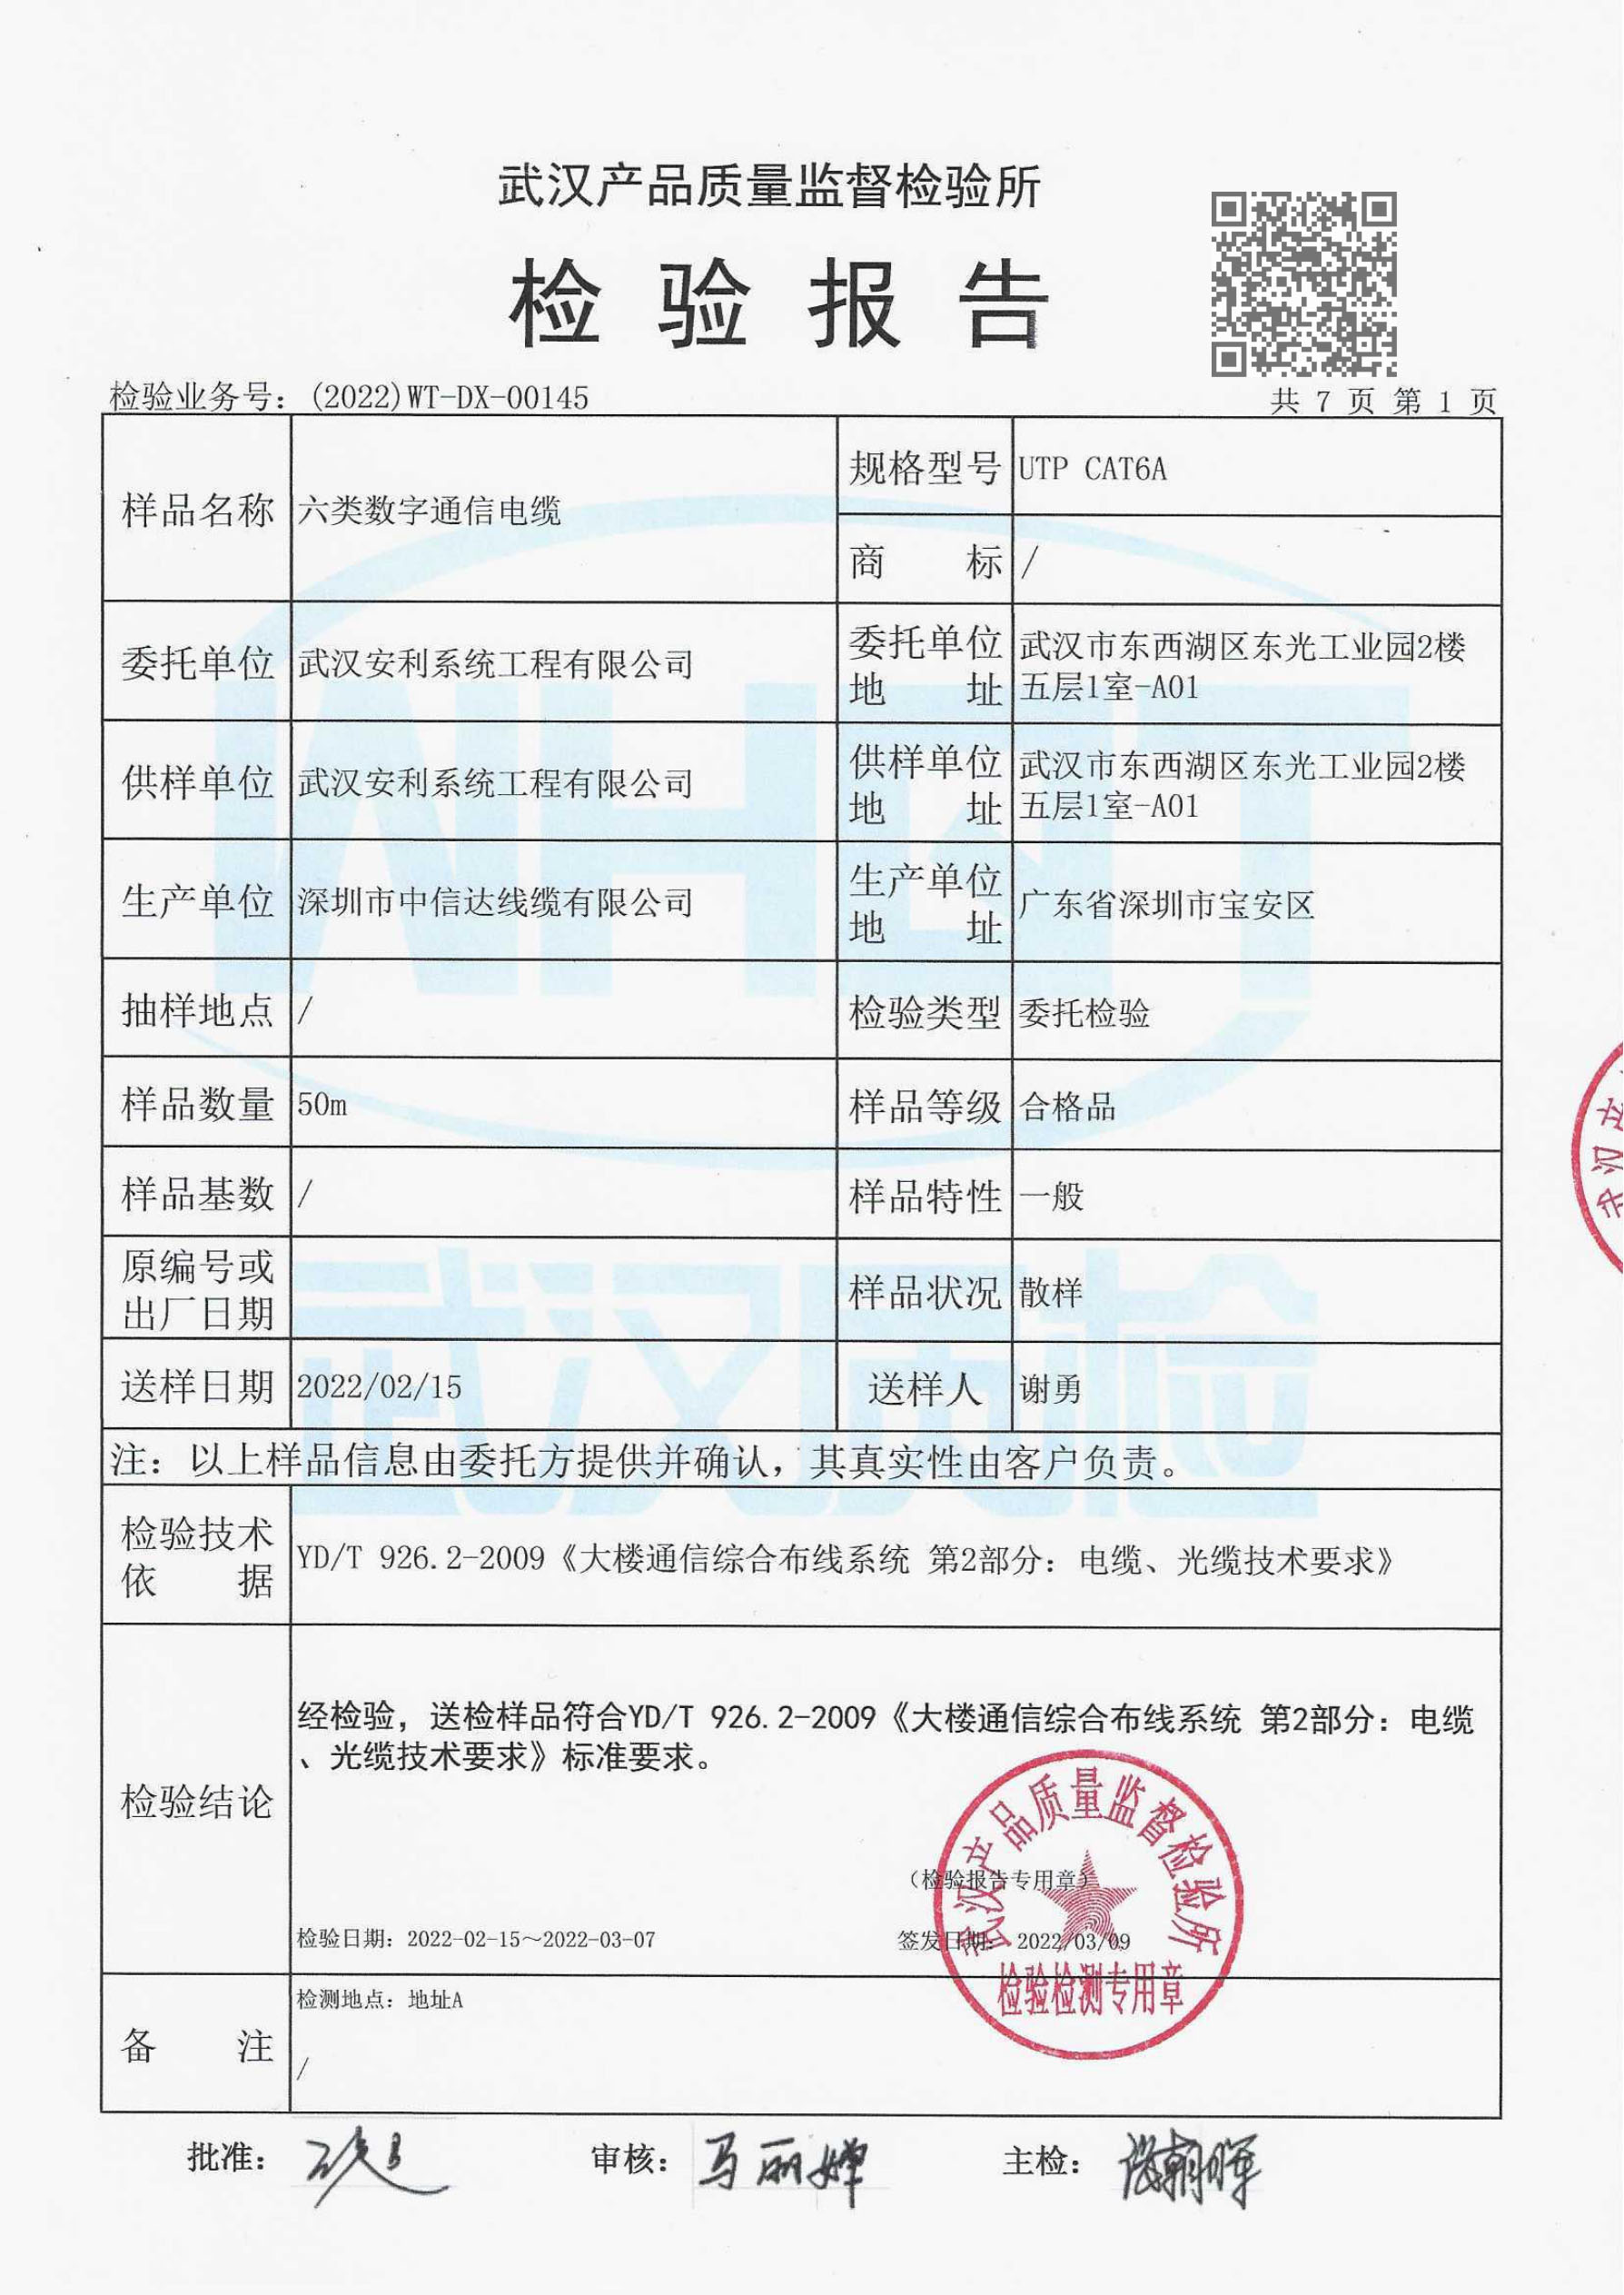 武汉产品质量监督检验所
检验报告
检验业务号：(2022)WT-DX-00145
共 7 页 第 1 页
样品名称
六类数字通信电缆
规格型号
UTP CAT6A
商 标
/
委托单位
武汉安利系统工程有限公司
委托单位
地 址
武汉市东西湖区东光工业园2楼
五层1室-A01
供样单位
武汉安利系统工程有限公司
供样单位
地 址
武汉市东西湖区东光工业园2楼
五层1室-A01
生产单位
深圳市中信达线缆有限公司
生产单位
地 址
广东省深圳市宝安区
抽样地点
/
检验类型
委托检验
样品数量
50m
样品等级
合格品
样品基数
/
样品特性
一般
原编号或
出厂日期
样品状况
散样
送样日期
2022/02/15
送样人
谢勇
注：以上样品信息由委托方提供并确认，其真实性由客户负责。
检验技术
依 据
YD/T 926.2-2009《大楼通信综合布线系统 第2部分：电缆、光缆技术要求》
检验结论
经检验，送检样品符合YD/T 926.2-2009《大楼通信综合布线系统 第2部分：电缆
、光缆技术要求》标准要求。
（检验报告专用章）
检验日期：2022-02-15～2022-03-07
签发日期： 2022/03/09
武汉产品质量监督检验所
检验检测专用章
备 注
检测地点：地址A
/
批准：
审核：马丽婵
主检：
武汉质检
武汉产